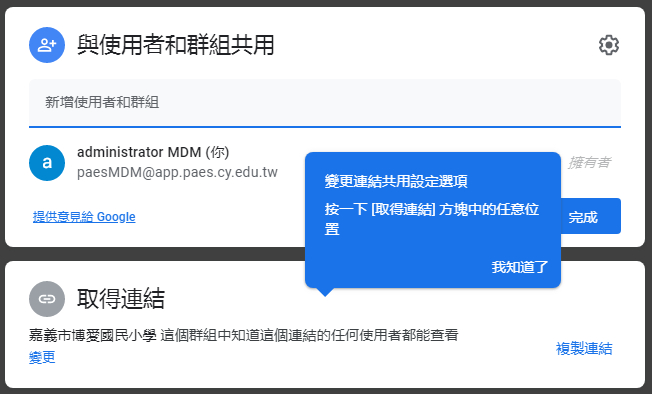 與使用者和群組共用
新增使用者和群組
a
administrator MDM (你)
paesMDM@app.paes.cy.edu.tw
擁有者
變更連結共用設定選項
按一下 [取得連結] 方塊中的任意位
置
我知道了
提供意見給 Google
完成
取得連結
嘉義市博愛國民小學 這個群組中知道這個連結的任何使用者都能查看
變更
複製連結